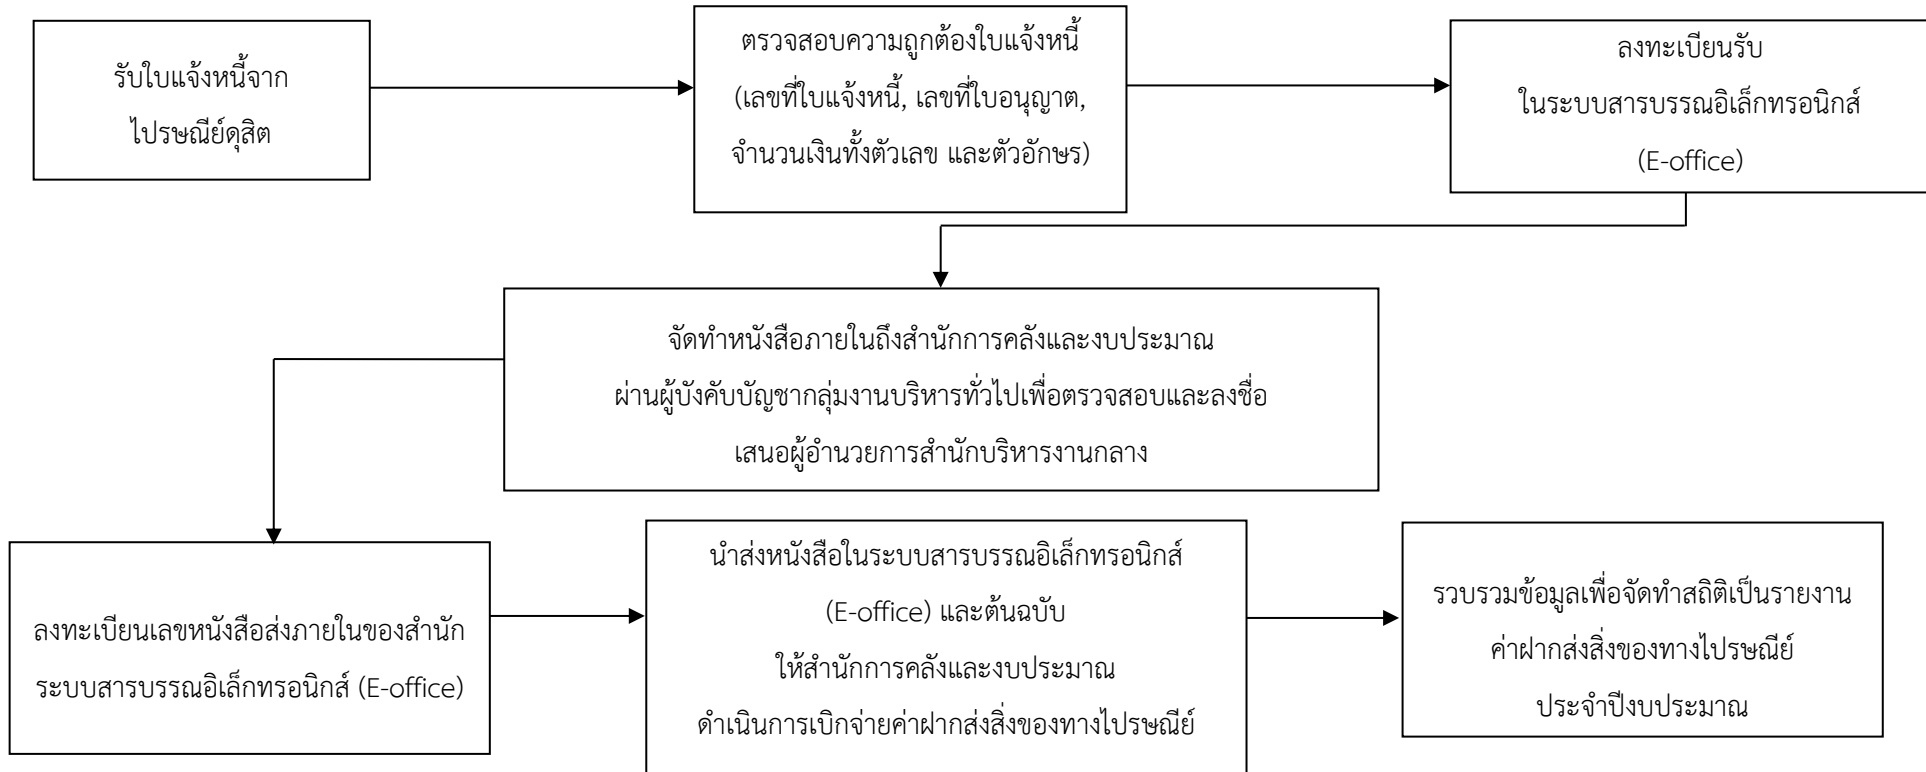 รับใบแจ้งหนี้จาก
ไปรษณีย์ดุสิต
ตรวจสอบความถูกต้องใบแจ้งหนี้
(เลขที่ใบแจ้งหนี้, เลขที่ใบอนุญาต,
จำนวนเงินทั้งตัวเลข และตัวอักษร)
ลงทะเบียนรับ
ในระบบสารบรรณอิเล็กทรอนิกส์
(E-office)
จัดทำหนังสือภายในถึงสำนักการคลังและงบประมาณ
ผ่านผู้บังคับบัญชากลุ่มงานบริหารทั่วไปเพื่อตรวจสอบและลงชื่อ
เสนอผู้อำนวยการสำนักบริหารงานกลาง
ลงทะเบียนเลขหนังสือส่งภายในของสำนัก
ระบบสารบรรณอิเล็กทรอนิกส์ (E-office)
นำส่งหนังสือในระบบสารบรรณอิเล็กทรอนิกส์
(E-office) และต้นฉบับ
ให้สำนักการคลังและงบประมาณ
ดำเนินการเบิกจ่ายค่าฝากส่งสิ่งของทางไปรษณีย์
รวบรวมข้อมูลเพื่อจัดทำสถิติเป็นรายงาน
ค่าฝากส่งสิ่งของทางไปรษณีย์
ประจำปีงบประมาณ